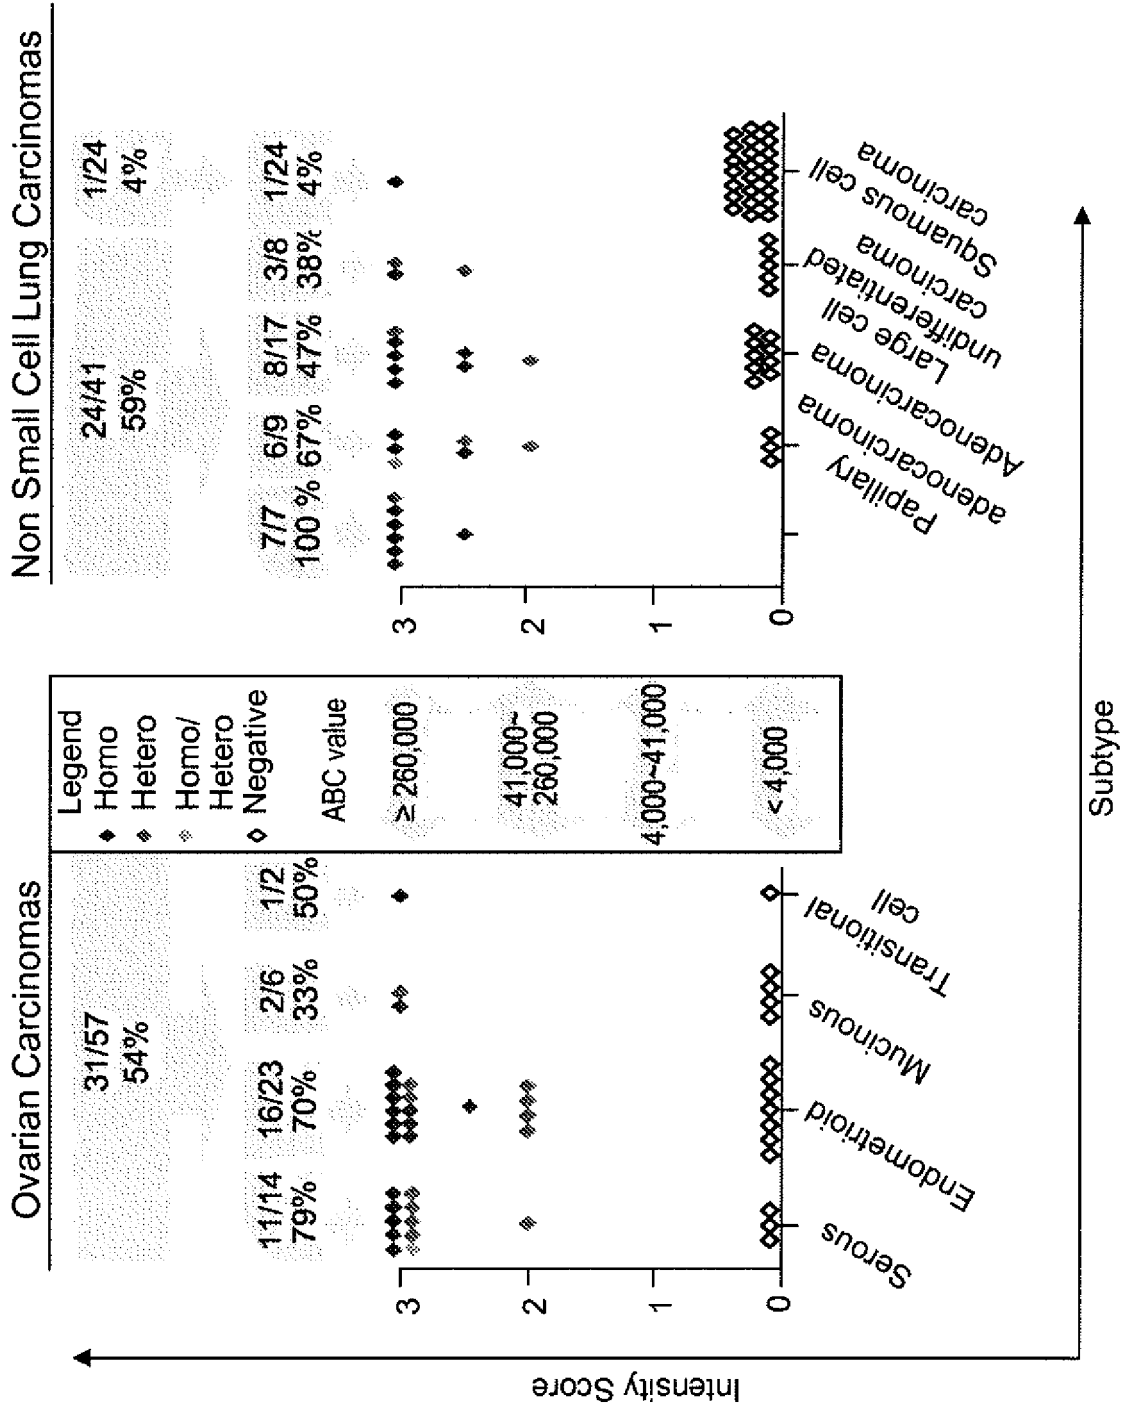 Ovarian Carcinomas
31/57
54%
11/14
79%
16/23
70%
2/6
33%
1/2
50%
3
2
1
0
Serous
Endometrioid
Mucinous
Transitional
cell
Legend
Homo
Hetero
Homo/
Hetero
Negative
ABC value
≥ 260,000
41,000~
260,000
4,000~41,000
< 4,000
Non Small Cell Lung Carcinomas
24/41
59%
1/24
4%
7/7
100 %
6/9
67%
8/17
47%
3/8
38%
1/24
4%
3
2
1
0
Papillary
adenocarcinoma
Adenocarcinoma
Large cell
undifferentiated
carcinoma
Squamous cell
carcinoma
Intensity Score
Subtype